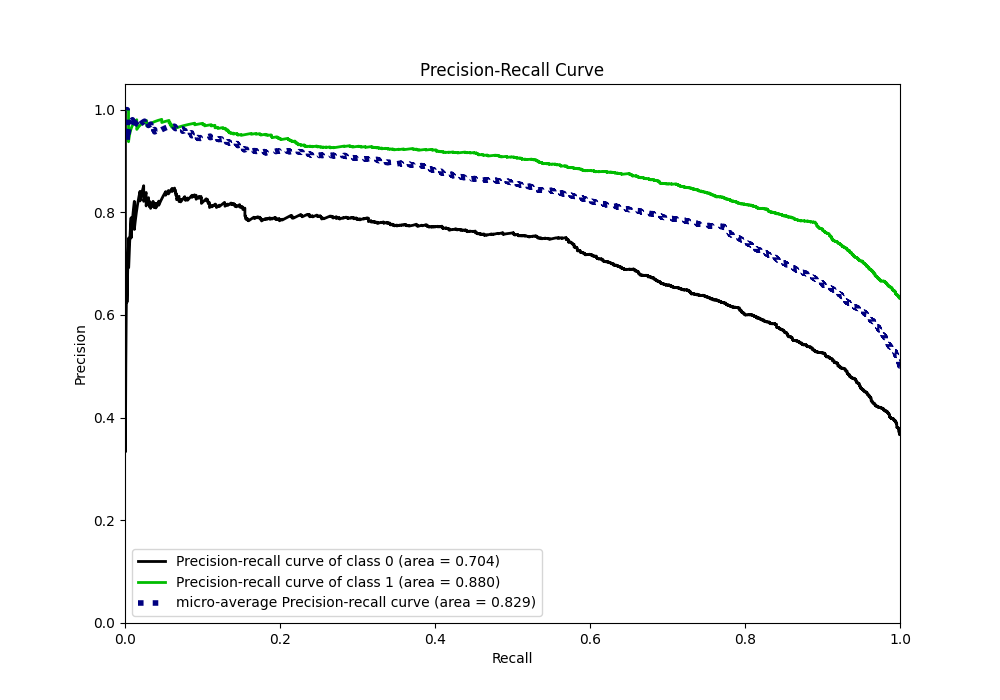 Precision-Recall Curve
1.0
0.8
0.6
0.4
0.2
0.0
Precision
Precision-recall curve of class 0 (area = 0.704)
Precision-recall curve of class 1 (area = 0.880)
micro-average Precision-recall curve (area = 0.829)
0.0 0.2 0.4 0.6 0.8 1.0
Recall